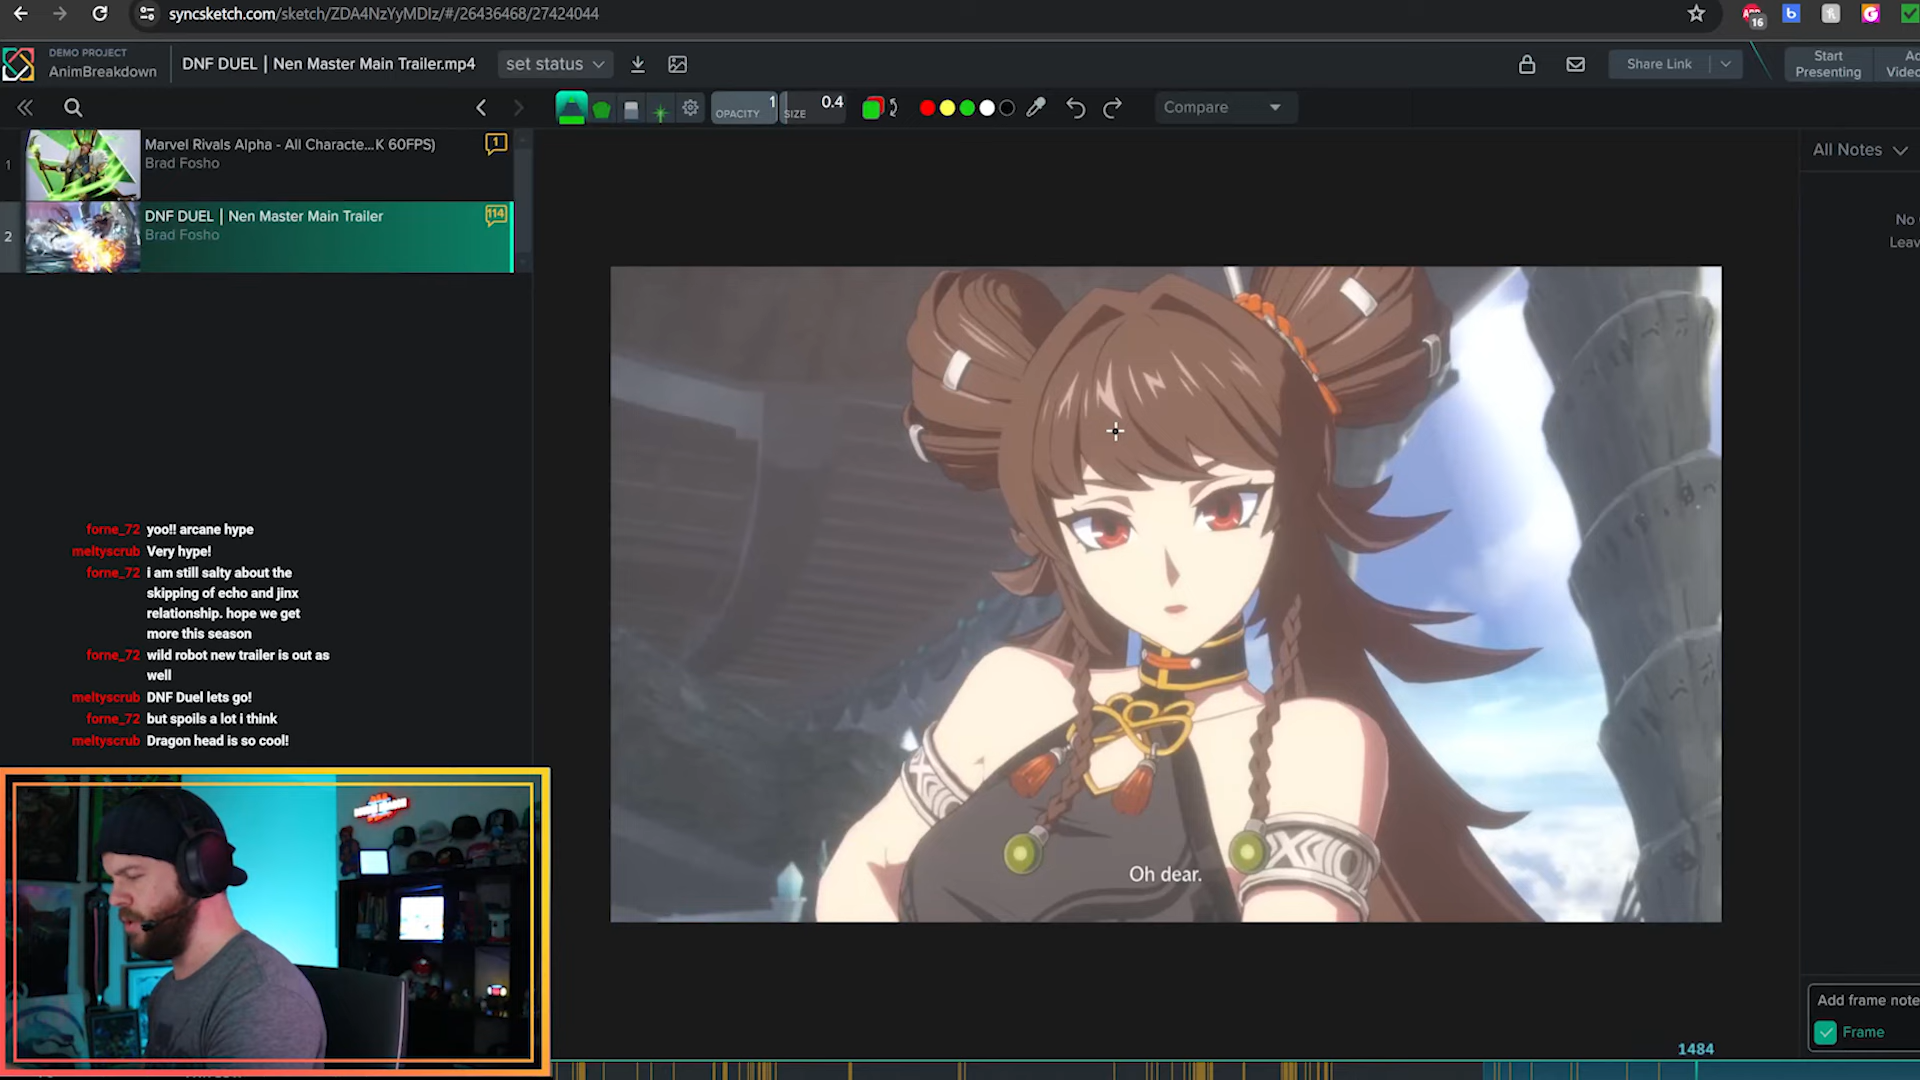 syncsketch.com/sketch/ZDA4NzYyMDIz/#/26436468/27424044
16
DEMO PROJECT
AnimBreakdown
DNF DUEL | Nen Master Main Trailer.mp4
set status
Share Link
Start
Presenting
Ad
Video
OPACITY 1
SIZE 0.4
Compare
All Notes
1
Marvel Rivals Alpha - All Characte...K 60FPS)
Brad Fosho
1
2
DNF DUEL | Nen Master Main Trailer
Brad Fosho
114
No
Leav
forne_72 yoo!! arcane hype
meltyscrub Very hype!
forne_72 i am still salty about the
skipping of echo and jinx
relationship. hope we get
more this season
forne_72 wild robot new trailer is out as
well
meltyscrub DNF Duel lets go!
forne_72 but spoils a lot i think
meltyscrub Dragon head is so cool!
Oh dear.
Add frame note
Frame
1484